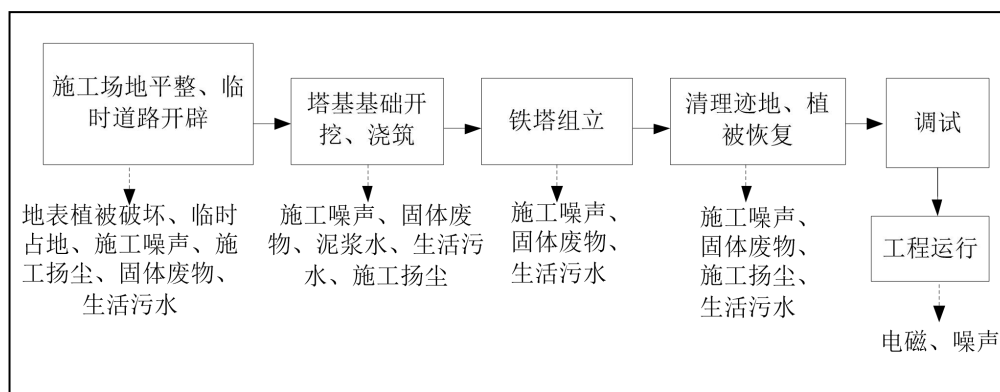 施工场地平整、临
时道路开辟
塔基基础开
挖、浇筑
铁塔组立
清理迹地、植
被恢复
调试
地表植被破坏、临时
占地、施工噪声、施
工扬尘、固体废物、
生活污水
施工噪声、固体废
物、泥浆水、生活污
水、施工扬尘
施工噪声、
固体废物、
生活污水
施工噪声、
固体废物、
施工扬尘、
生活污水
工程运行
电磁、噪声